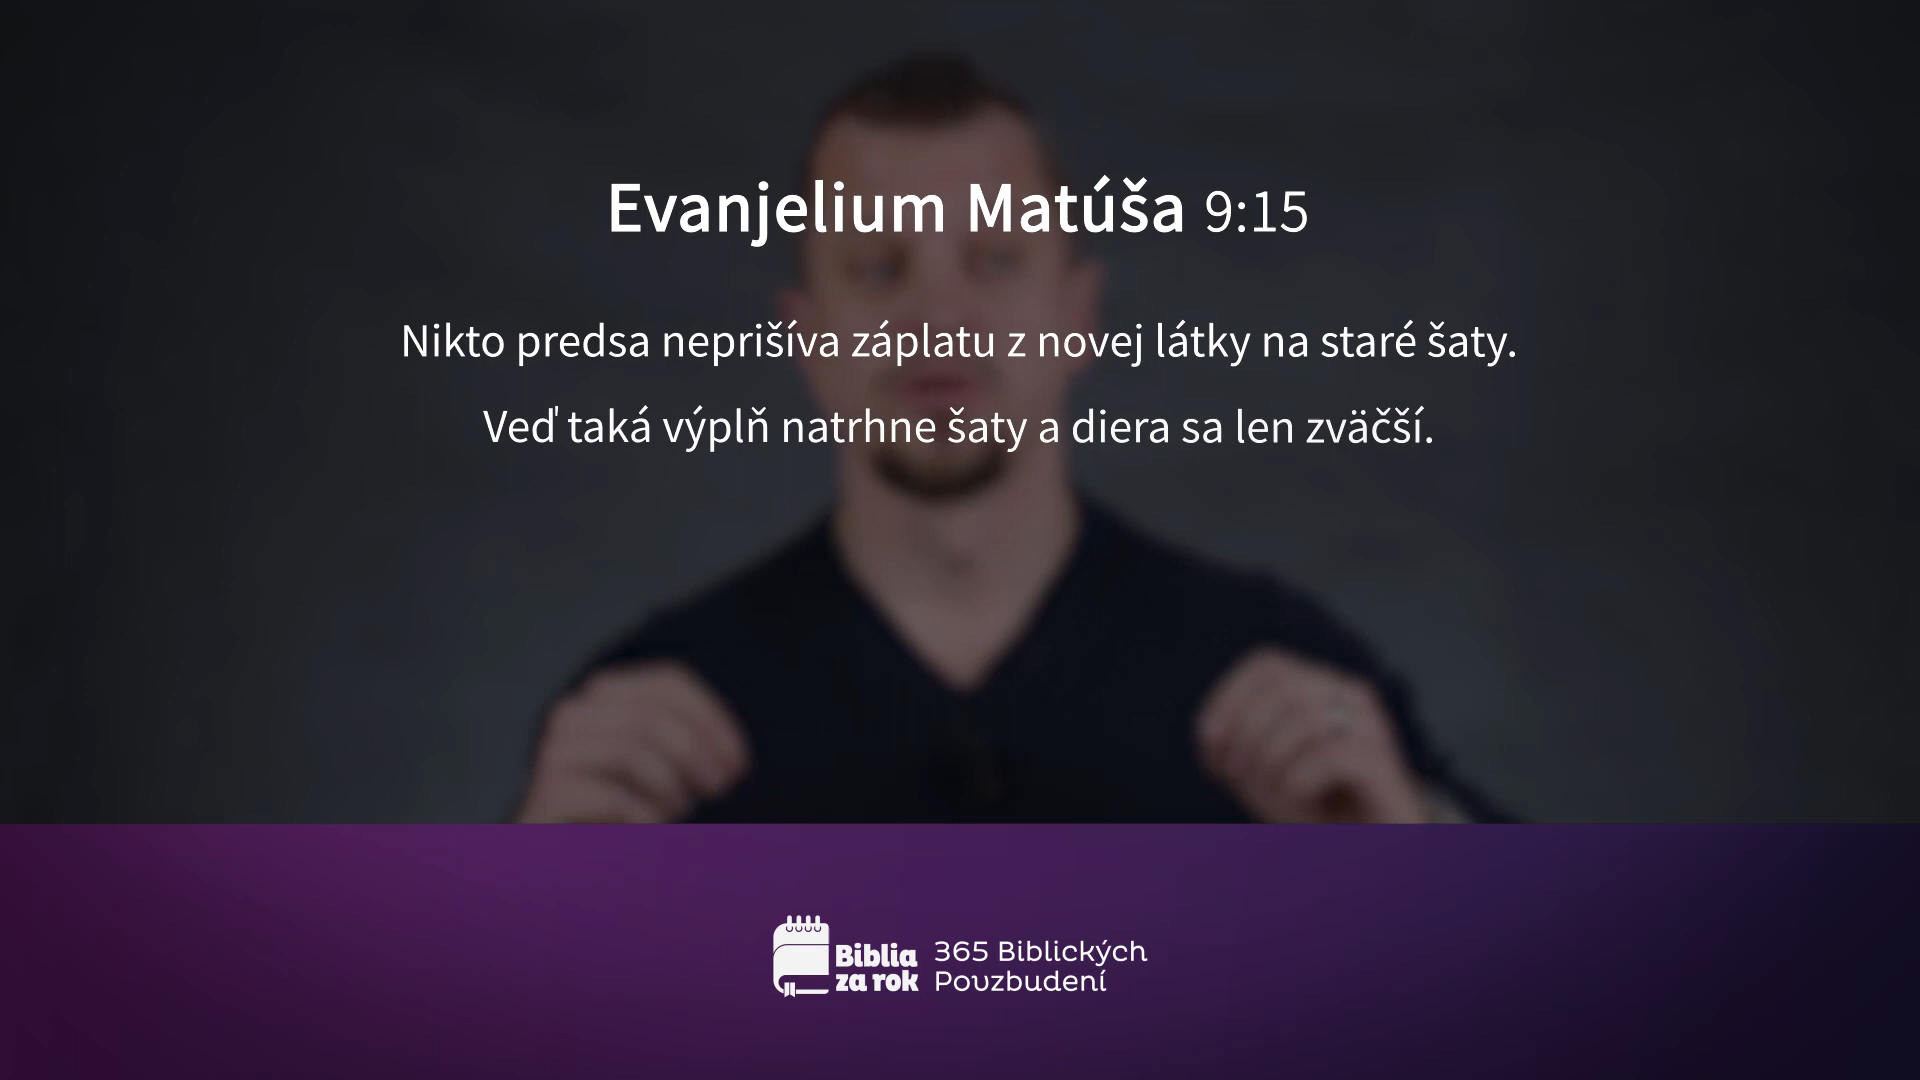 Evanjelium Matúša 9:15
Nikto predsa neprišíva záplatu z novej látky na staré šaty.
Veď taká výplň natrhne šaty a diera sa len zväčší.
Biblia
za rok
365 Biblických
Povzbudení